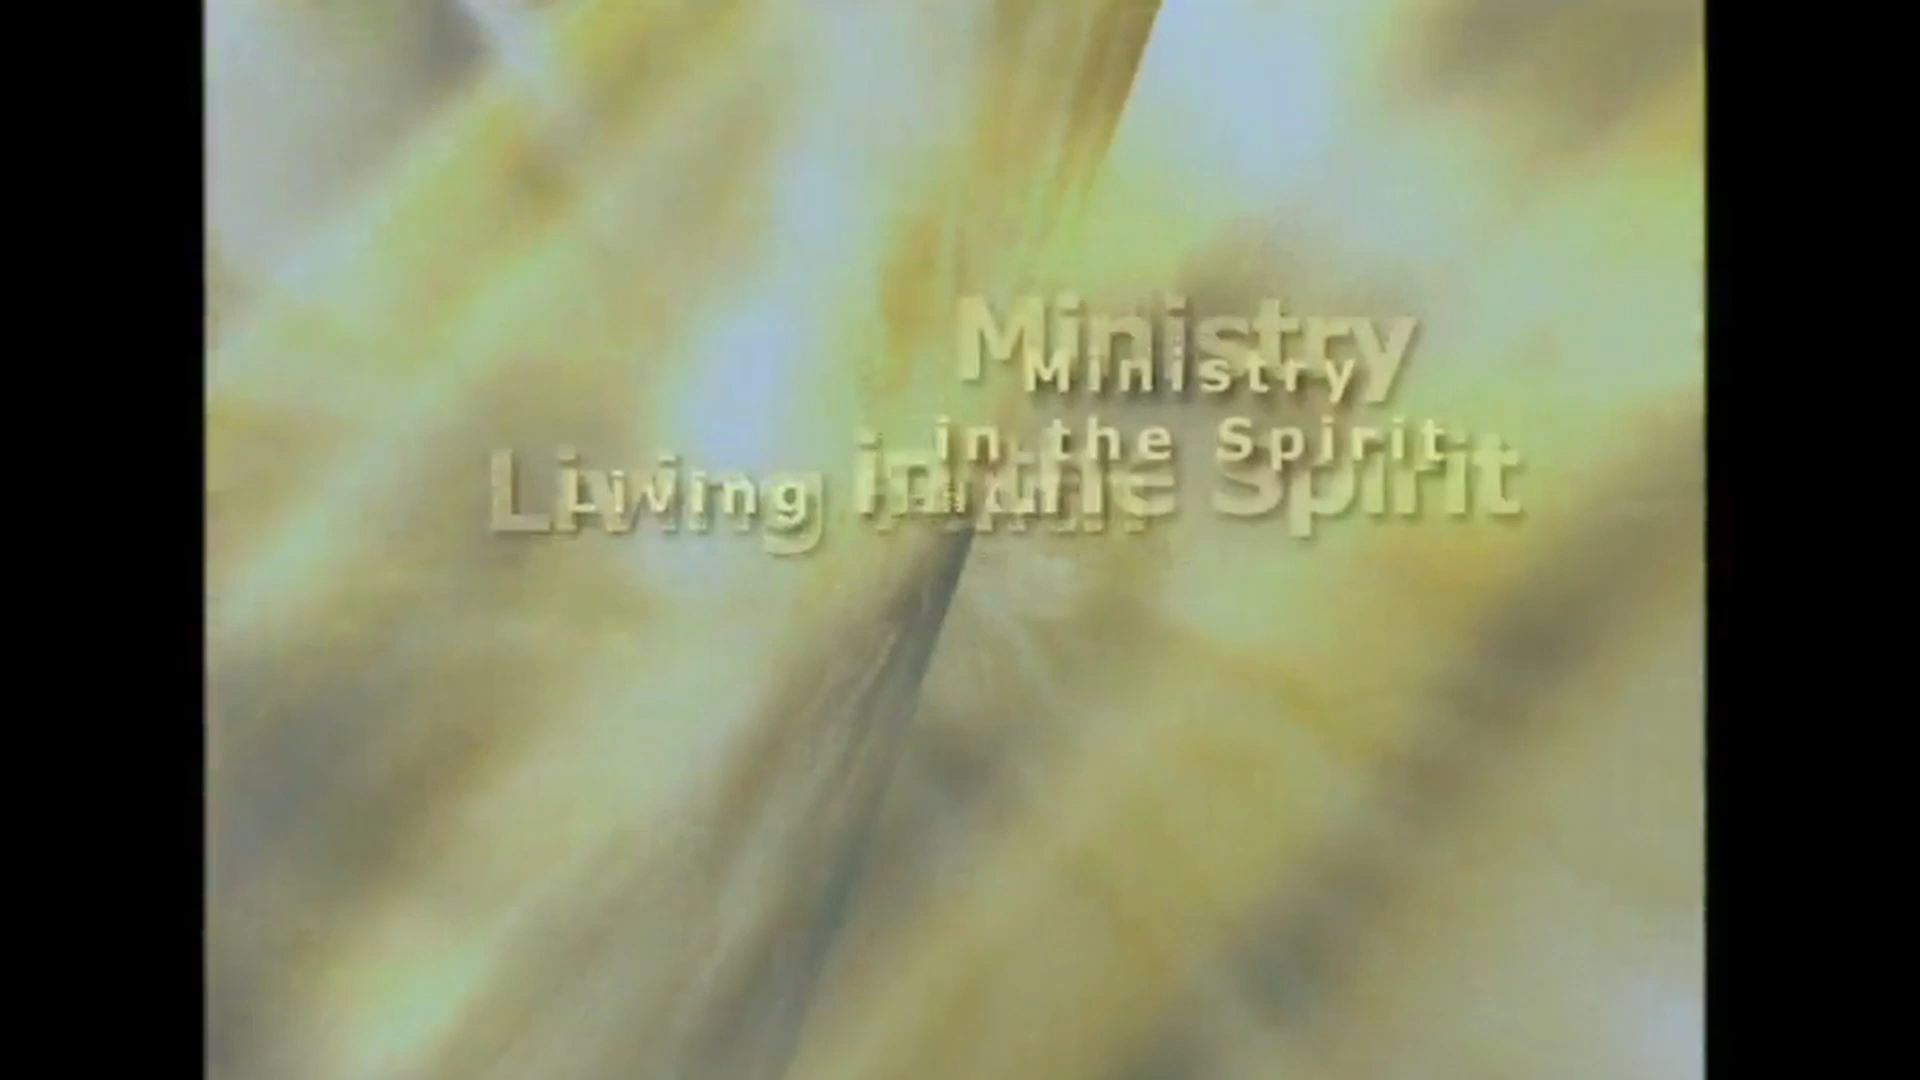 Ministry
Ministry
in the Spirit
in the Spirit
Living
Living